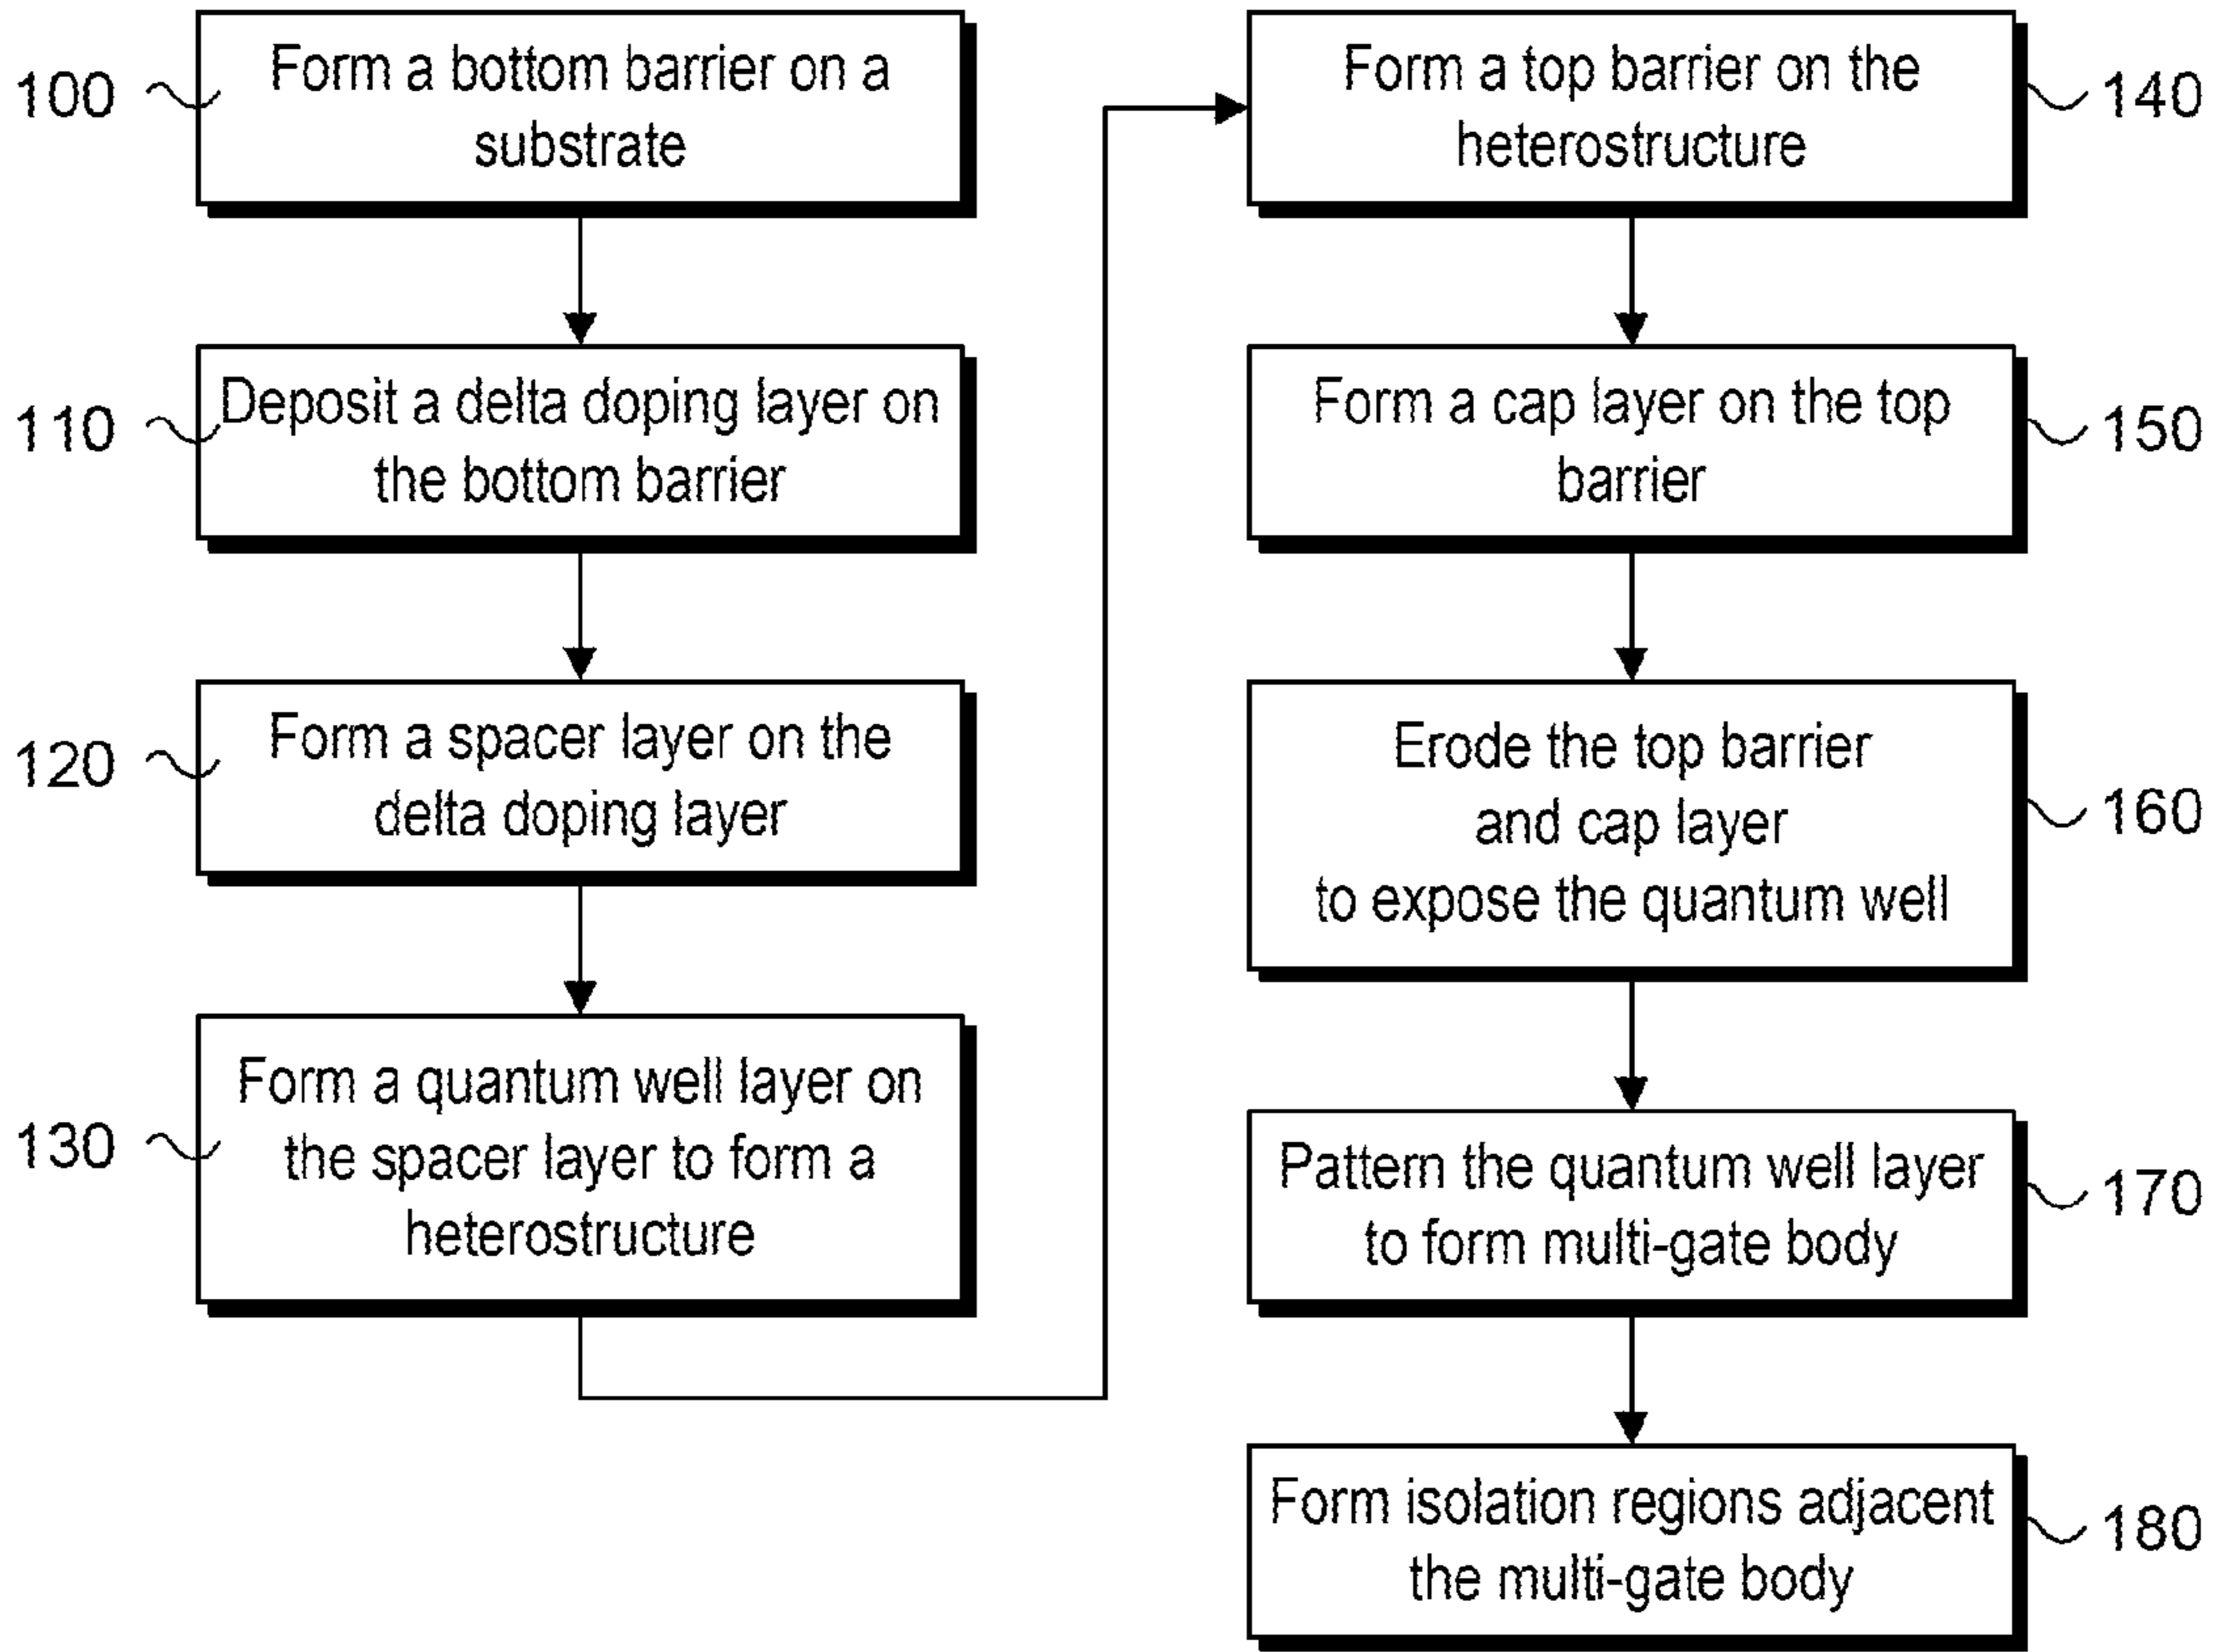 100
Form a bottom barrier on a
substrate
110
Deposit a delta doping layer on
the bottom barrier
120
Form a spacer layer on the
delta doping layer
130
Form a quantum well layer on
the spacer layer to form a
heterostructure
Form a top barrier on the
heterostructure
140
Form a cap layer on the top
barrier
150
Erode the top barrier
and cap layer
to expose the quantum well
160
Pattern the quantum well layer
to form multi-gate body
170
Form isolation regions adjacent
the multi-gate body
180